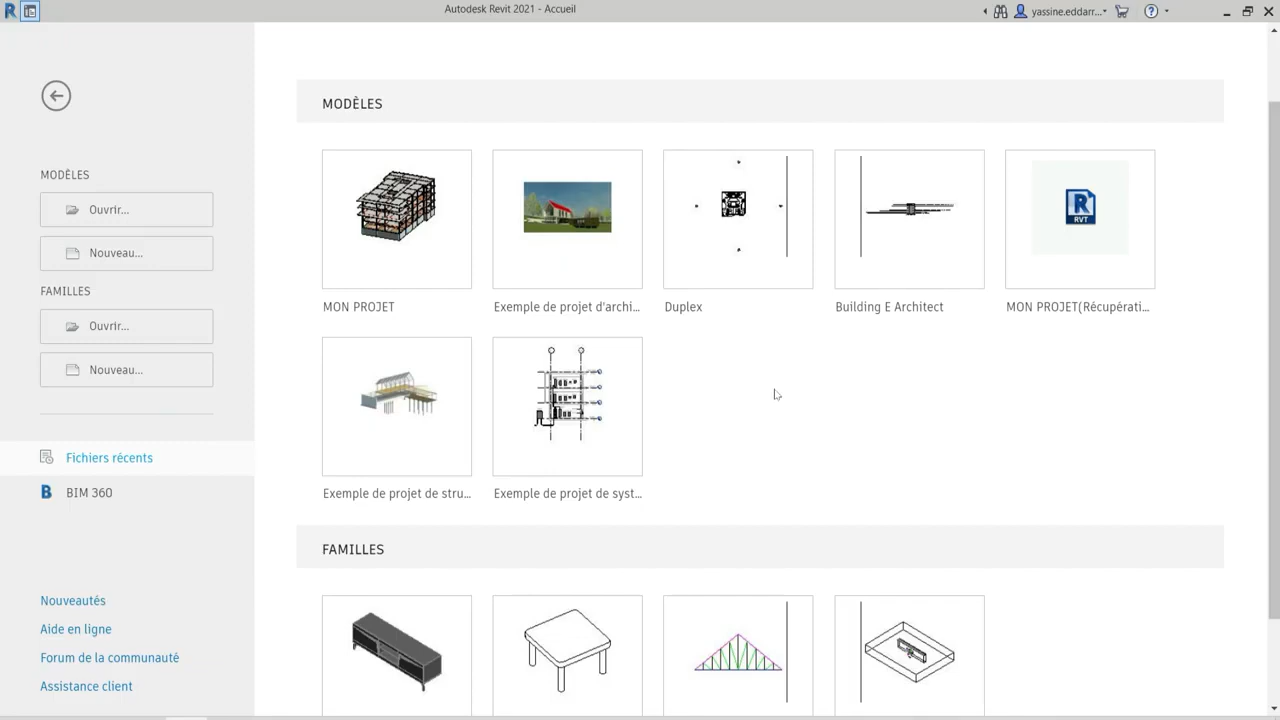 Autodesk Revit 2021 - Accueil
yassine.eddarr...
MODÈLES
Ouvrir...
Nouveau...
FAMILLES
Ouvrir...
Nouveau...
Fichiers récents
BIM 360
Nouveautés
Aide en ligne
Forum de la communauté
Assistance client
MODÈLES
RVT
MON PROJET
Exemple de projet d'archi...
Duplex
Building E Architect
MON PROJET(Récupérati...
Exemple de projet de stru...
Exemple de projet de syst...
FAMILLES